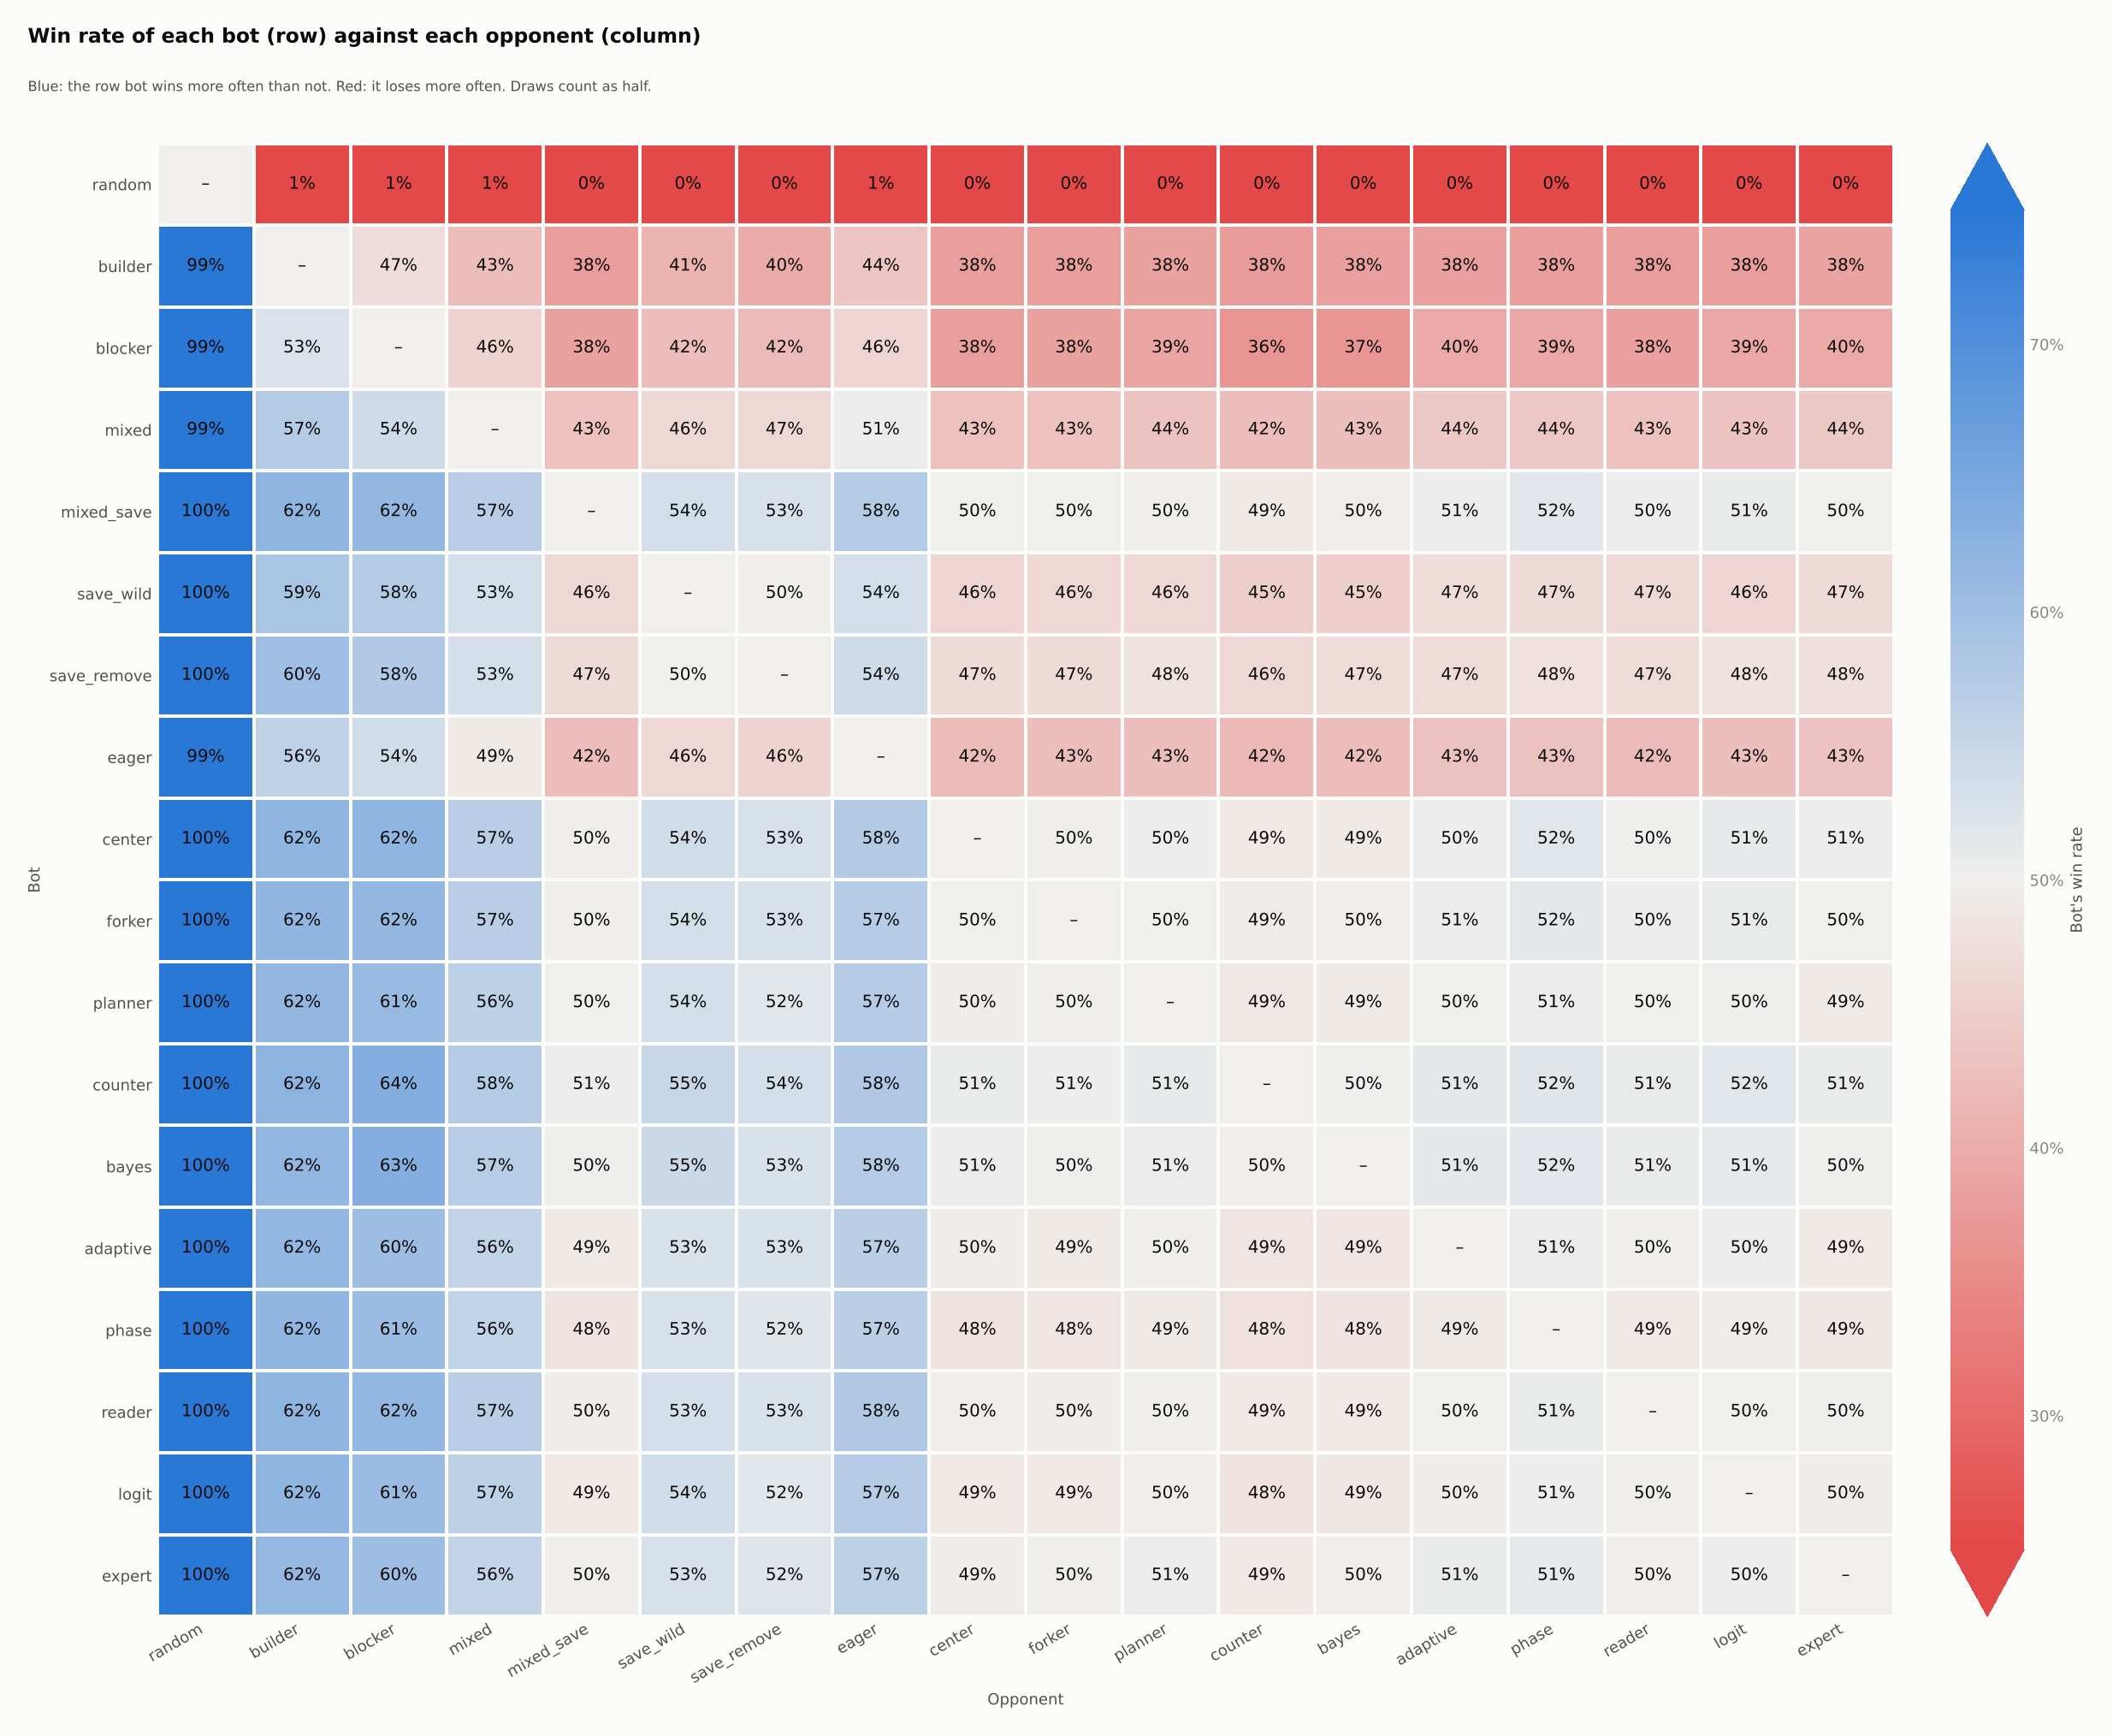 Win rate of each bot (row) against each opponent (column)
Blue: the row bot wins more often than not. Red: it loses more often. Draws count as half.
random – 1% 1% 1% 0% 0% 0% 1% 0% 0% 0% 0% 0% 0% 0% 0% 0% 0%
builder 99% – 47% 43% 38% 41% 40% 44% 38% 38% 38% 38% 38% 38% 38% 38% 38% 38%
blocker 99% 53% – 46% 38% 42% 42% 46% 38% 38% 39% 36% 37% 40% 39% 38% 39% 40%
mixed 99% 57% 54% – 43% 46% 47% 51% 43% 43% 44% 42% 43% 44% 44% 43% 43% 44%
mixed_save 100% 62% 62% 57% – 54% 53% 58% 50% 50% 50% 49% 50% 51% 52% 50% 51% 50%
save_wild 100% 59% 58% 53% 46% – 50% 54% 46% 46% 46% 45% 45% 47% 47% 47% 46% 47%
save_remove 100% 60% 58% 53% 47% 50% – 54% 47% 47% 48% 46% 47% 47% 48% 47% 48% 48%
eager 99% 56% 54% 49% 42% 46% 46% – 42% 43% 43% 42% 42% 43% 43% 42% 43% 43%
center 100% 62% 62% 57% 50% 54% 53% 58% – 50% 50% 49% 49% 50% 52% 50% 51% 51%
forker 100% 62% 62% 57% 50% 54% 53% 57% 50% – 50% 49% 50% 51% 52% 50% 51% 50%
planner 100% 62% 61% 56% 50% 54% 52% 57% 50% 50% – 49% 49% 50% 51% 50% 50% 49%
counter 100% 62% 64% 58% 51% 55% 54% 58% 51% 51% 51% – 50% 51% 52% 51% 52% 51%
bayes 100% 62% 63% 57% 50% 55% 53% 58% 51% 50% 51% 50% – 51% 52% 51% 51% 50%
adaptive 100% 62% 60% 56% 49% 53% 53% 57% 50% 49% 50% 49% 49% – 51% 50% 50% 49%
phase 100% 62% 61% 56% 48% 53% 52% 57% 48% 48% 49% 48% 48% 49% – 49% 49% 49%
reader 100% 62% 62% 57% 50% 53% 53% 58% 50% 50% 50% 49% 49% 50% 51% – 50% 50%
logit 100% 62% 61% 57% 49% 54% 52% 57% 49% 49% 50% 48% 49% 50% 51% 50% – 50%
expert 100% 62% 60% 56% 50% 53% 52% 57% 49% 50% 51% 49% 50% 51% 51% 50% 50% –
random builder blocker mixed mixed_save save_wild save_remove eager center forker planner counter bayes adaptive phase reader logit expert
Opponent
Bot
70%
60%
50%
40%
30%
Bot's win rate